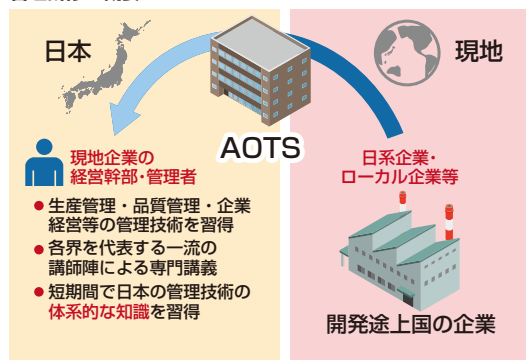 日本
現地
AOTS
現地企業の
経営幹部・管理者
●生産管理・品質管理・企業
経営等の管理技術を習得
●各界を代表する一流の
講師陣による専門講義
●短期間で日本の管理技術の
体系的な知識を習得
日系企業・
ローカル企業等
開発途上国の企業